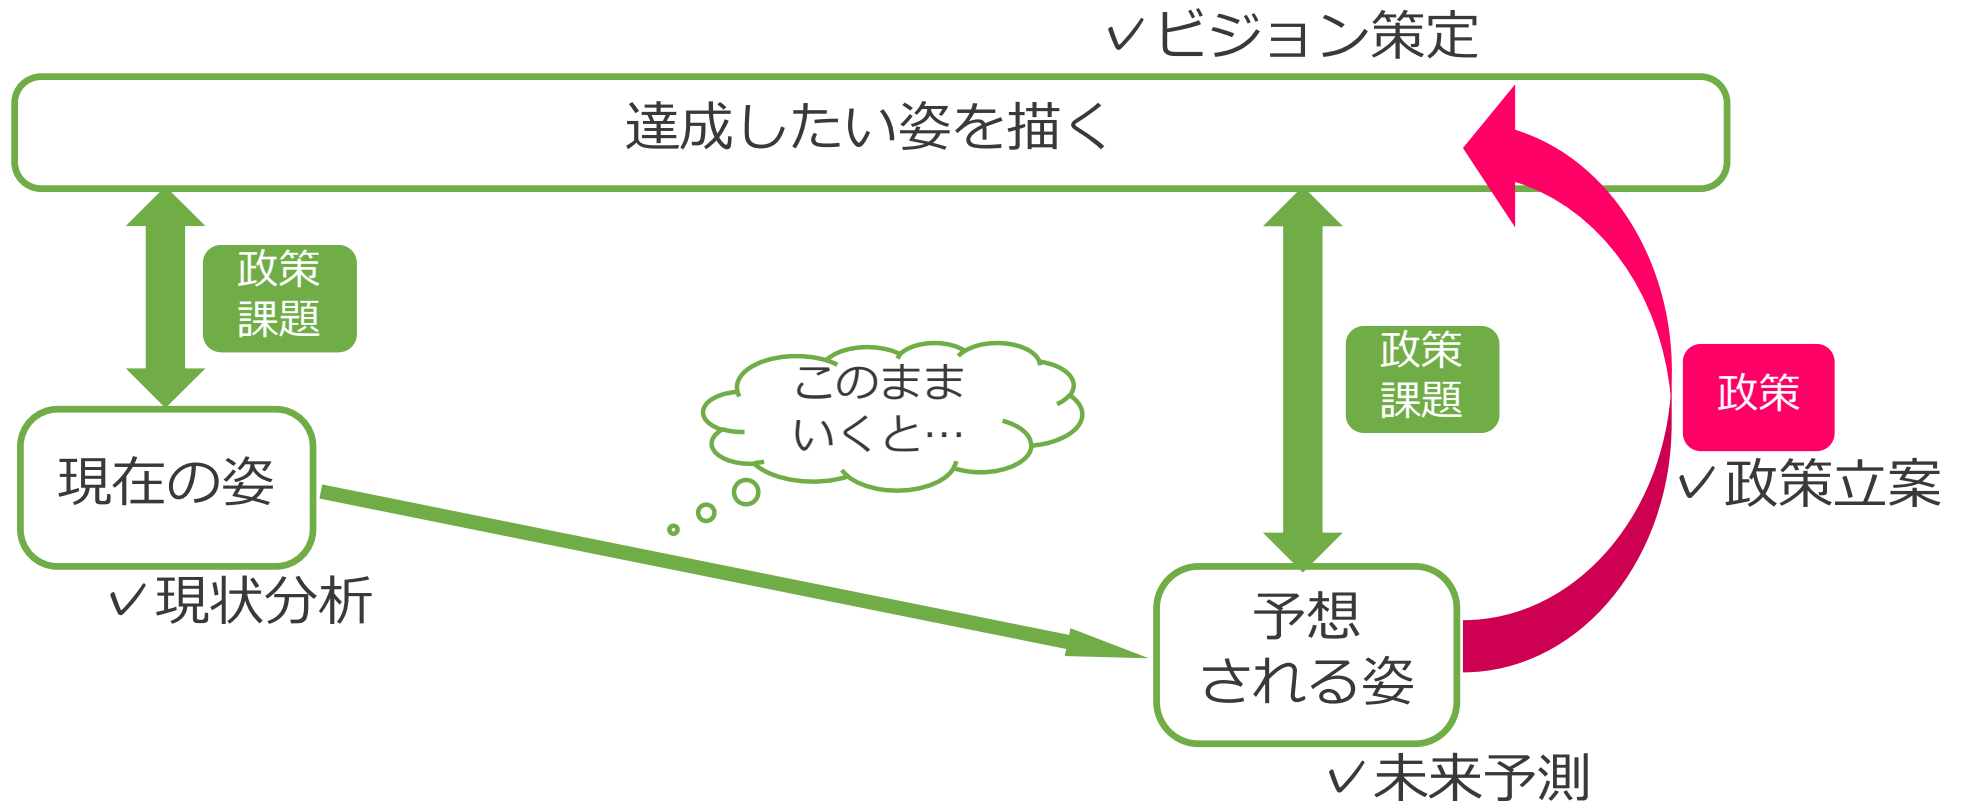 ✓ビジョン策定
達成したい姿を描く
政策
課題
このまま
いくと…
政策
課題
政策
✓政策立案
現在の姿
✓現状分析
予想
される姿
✓未来予測